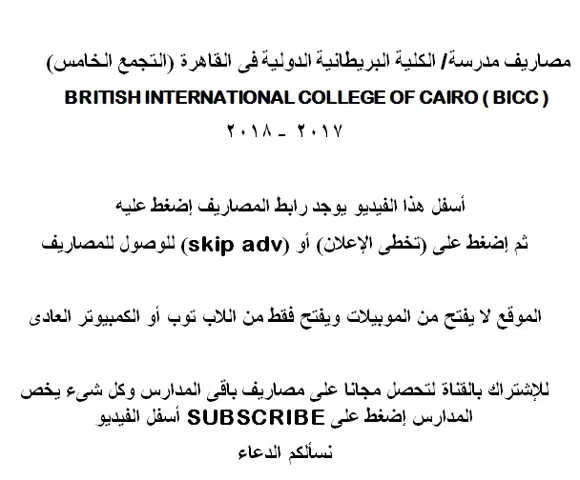 مصاريف مدرسة/ الكلية البريطانية الدولية فى القاهرة (التجمع الخامس)
BRITISH INTERNATIONAL COLLEGE OF CAIRO ( BICC )
٢٠١٧ - ٢٠١٨
أسفل هذا الفيديو يوجد رابط المصاريف إضغط عليه
ثم إضغط على (تخطى الإعلان) أو (skip adv) للوصول للمصاريف
الموقع لا يفتح من الموبيلات ويفتح فقط من اللاب توب أو الكمبيوتر العادى
للإشتراك بالقناة لتحصل مجانا على مصاريف باقى المدارس وكل شىء يخص
المدارس إضغط على SUBSCRIBE أسفل الفيديو
نسألكم الدعاء